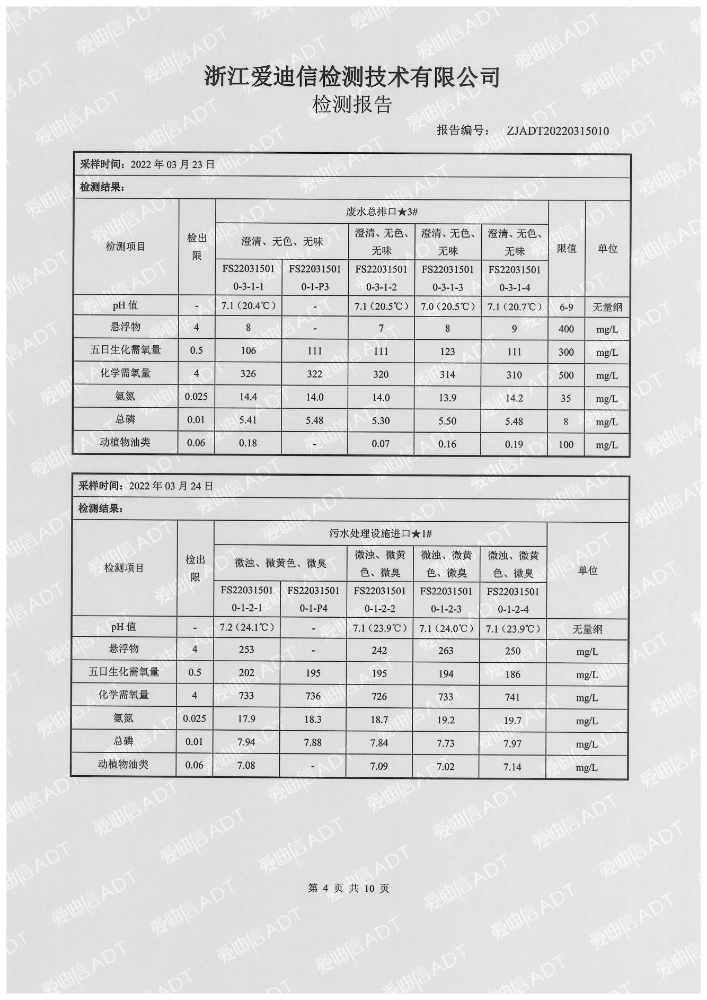 浙江爱迪信检测技术有限公司
检测报告
报告编号： ZJADT20220315010
采样时间：2022 年 03 月 23 日
检测结果：
检测项目 检出限 废水总排口★3# 限值 单位
澄清、无色、无味 澄清、无色、无味 澄清、无色、无味 澄清、无色、无味
FS220315010-3-1-1 FS220315010-1-P3 FS220315010-3-1-2 FS220315010-3-1-3 FS220315010-3-1-4
pH 值 - 7.1（20.4℃） - 7.1（20.5℃） 7.0（20.5℃） 7.1（20.7℃） 6-9 无量纲
悬浮物 4 8 - 7 8 9 400 mg/L
五日生化需氧量 0.5 106 111 111 123 111 300 mg/L
化学需氧量 4 326 322 320 314 310 500 mg/L
氨氮 0.025 14.4 14.0 14.0 13.9 14.2 35 mg/L
总磷 0.01 5.41 5.48 5.30 5.50 5.48 8 mg/L
动植物油类 0.06 0.18 - 0.07 0.16 0.19 100 mg/L
采样时间：2022 年 03 月 24 日
检测结果：
检测项目 检出限 污水处理设施进口★1# 单位
微浊、微黄色、微臭 微浊、微黄色、微臭 微浊、微黄色、微臭 微浊、微黄色、微臭
FS220315010-1-2-1 FS220315010-1-P4 FS220315010-1-2-2 FS220315010-1-2-3 FS220315010-1-2-4
pH 值 - 7.2（24.1℃） - 7.1（23.9℃） 7.1（24.0℃） 7.1（23.9℃） 无量纲
悬浮物 4 253 - 242 263 250 mg/L
五日生化需氧量 0.5 202 195 195 194 186 mg/L
化学需氧量 4 733 736 726 733 741 mg/L
氨氮 0.025 17.9 18.3 18.7 19.2 19.7 mg/L
总磷 0.01 7.94 7.88 7.84 7.73 7.97 mg/L
动植物油类 0.06 7.08 - 7.09 7.02 7.14 mg/L
第 4 页 共 10 页
爱迪信 ADT